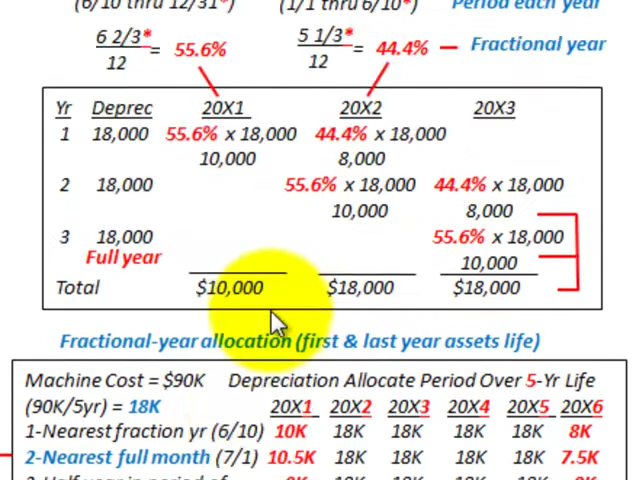 (6/10 thru 12/31*) (1/1 thru 6/10*) Period each year
6 2/3* 5 1/3*
= 55.6% = 44.4% — Fractional year
12 12
Yr Deprec 20X1 20X2 20X3
1 18,000 55.6% x 18,000 44.4% x 18,000
10,000 8,000
2 18,000 55.6% x 18,000 44.4% x 18,000
10,000 8,000
3 18,000 55.6% x 18,000
Full year 10,000
Total $10,000 $18,000 $18,000
Fractional-year allocation (first & last year assets life)
Machine Cost = $90K Depreciation Allocate Period Over 5-Yr Life
(90K/5yr) = 18K 20X1 20X2 20X3 20X4 20X5 20X6
1-Nearest fraction yr (6/10) 10K 18K 18K 18K 18K 8K
2-Nearest full month (7/1) 10.5K 18K 18K 18K 18K 7.5K